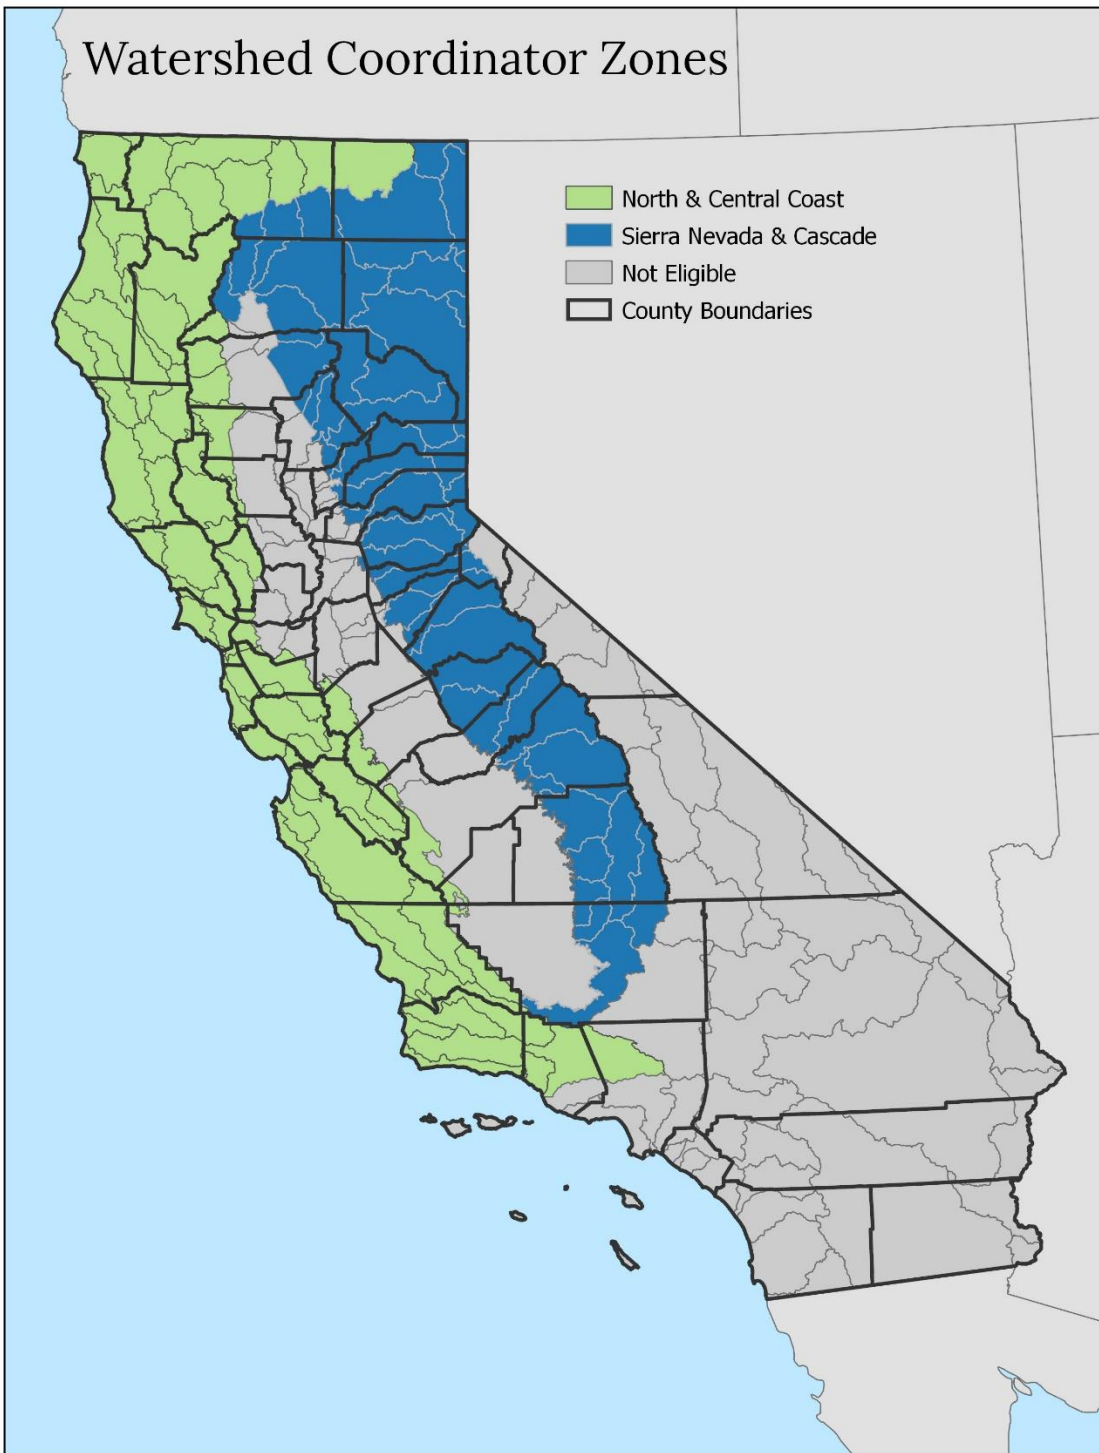 Watershed Coordinator Zones
North & Central Coast
Sierra Nevada & Cascade
Not Eligible
County Boundaries